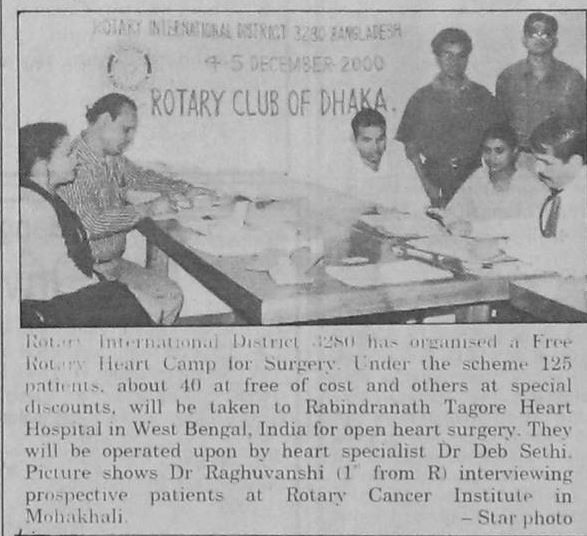 ROTARY INTERNATIONAL DISTRICT 3280 BANGLADESH
4-5 DECEMBER-2000
ROTARY CLUB OF DHAKA.
Rotary International District 3280 has organised a Free
Rotary Heart Camp for Surgery. Under the scheme 125
patients, about 40 at free of cost and others at special
discounts, will be taken to Rabindranath Tagore Heart
Hospital in West Bengal, India for open heart surgery. They
will be operated upon by heart specialist Dr Deb Sethi.
Picture shows Dr Raghuvanshi (1" from R) interviewing
prospective patients at Rotary Cancer Institute in
Mohakhali. – Star photo